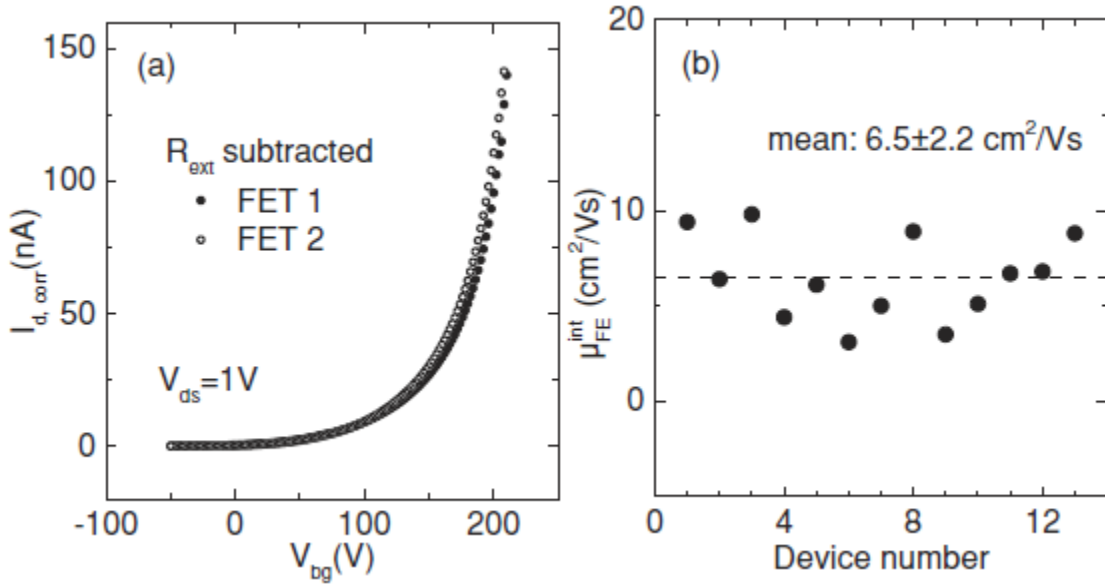 (a)
R_ext subtracted
• FET 1
○ FET 2
V_ds=1V
150
100
50
0
I_d, corr(nA)
-100 0 100 200
V_bg(V)
(b)
mean: 6.5±2.2 cm²/Vs
20
10
0
μ_FE^int (cm²/Vs)
0 4 8 12
Device number